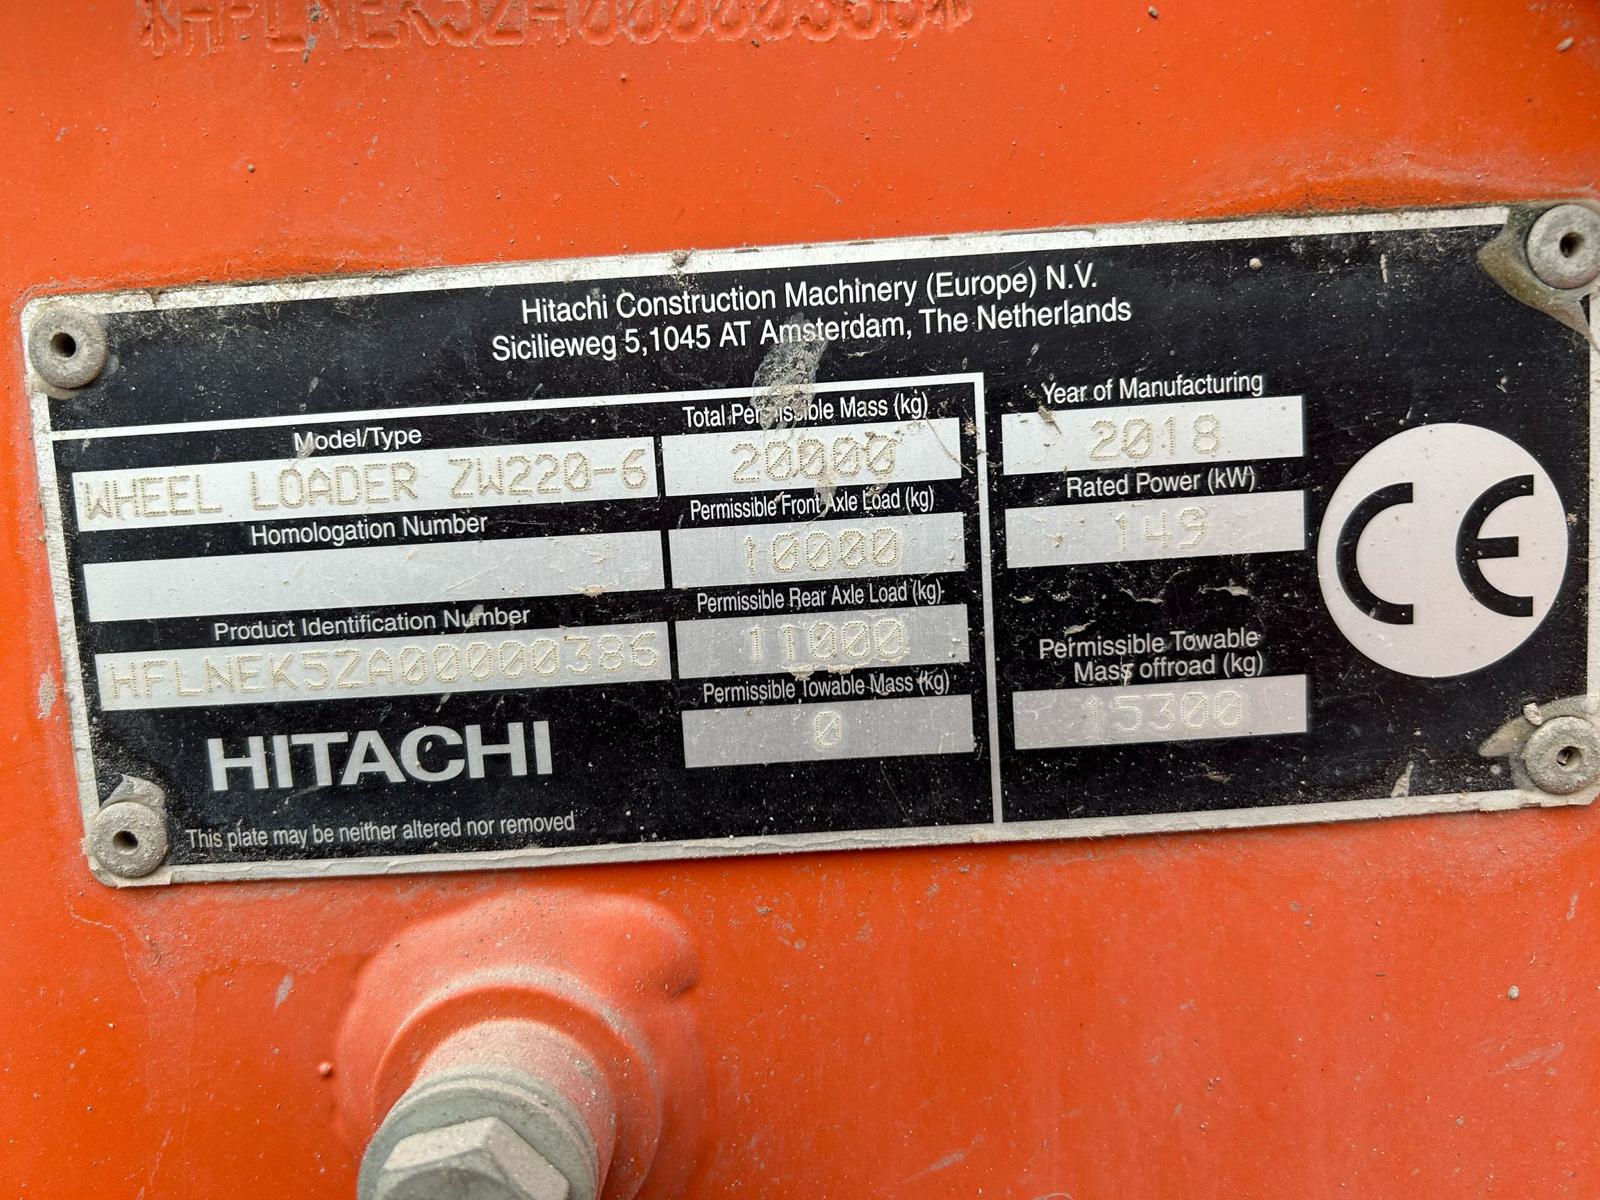 Hitachi Construction Machinery (Europe) N.V.
Sicilieweg 5,1045 AT Amsterdam, The Netherlands
Model/Type
WHEEL LOADER ZW220-6
Homologation Number
Product Identification Number
HFLNEK5ZA00000386
HITACHI
This plate may be neither altered nor removed
Total Permissible Mass (kg)
20000
Permissible Front Axle Load (kg)
10000
Permissible Rear Axle Load (kg)
11000
Permissible Towable Mass (kg)
0
Year of Manufacturing
2018
Rated Power (kW)
149
Permissible Towable
Mass offroad (kg)
15300
CE